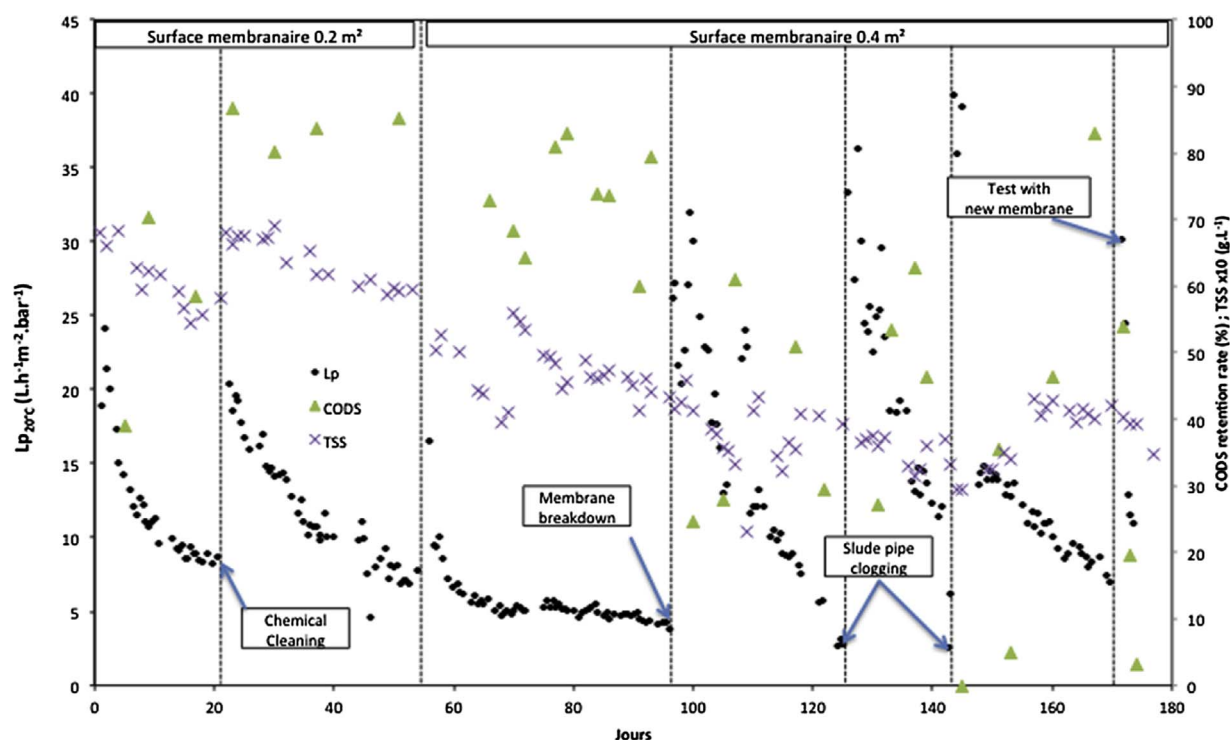 Surface membranaire 0.2 m²
Surface membranaire 0.4 m²
45
40
35
30
25
20
15
10
5
0
Lp20°C (L.h-1m-2.bar-1)
100
90
80
70
60
50
40
30
20
10
0
CODS retention rate (%); TSS x10 (g.L-1)
Test with
new membrane
Lp
CODS
TSS
Membrane
breakdown
Slude pipe
clogging
Chemical
Cleaning
0 20 40 60 80 100 120 140 160 180
Jours